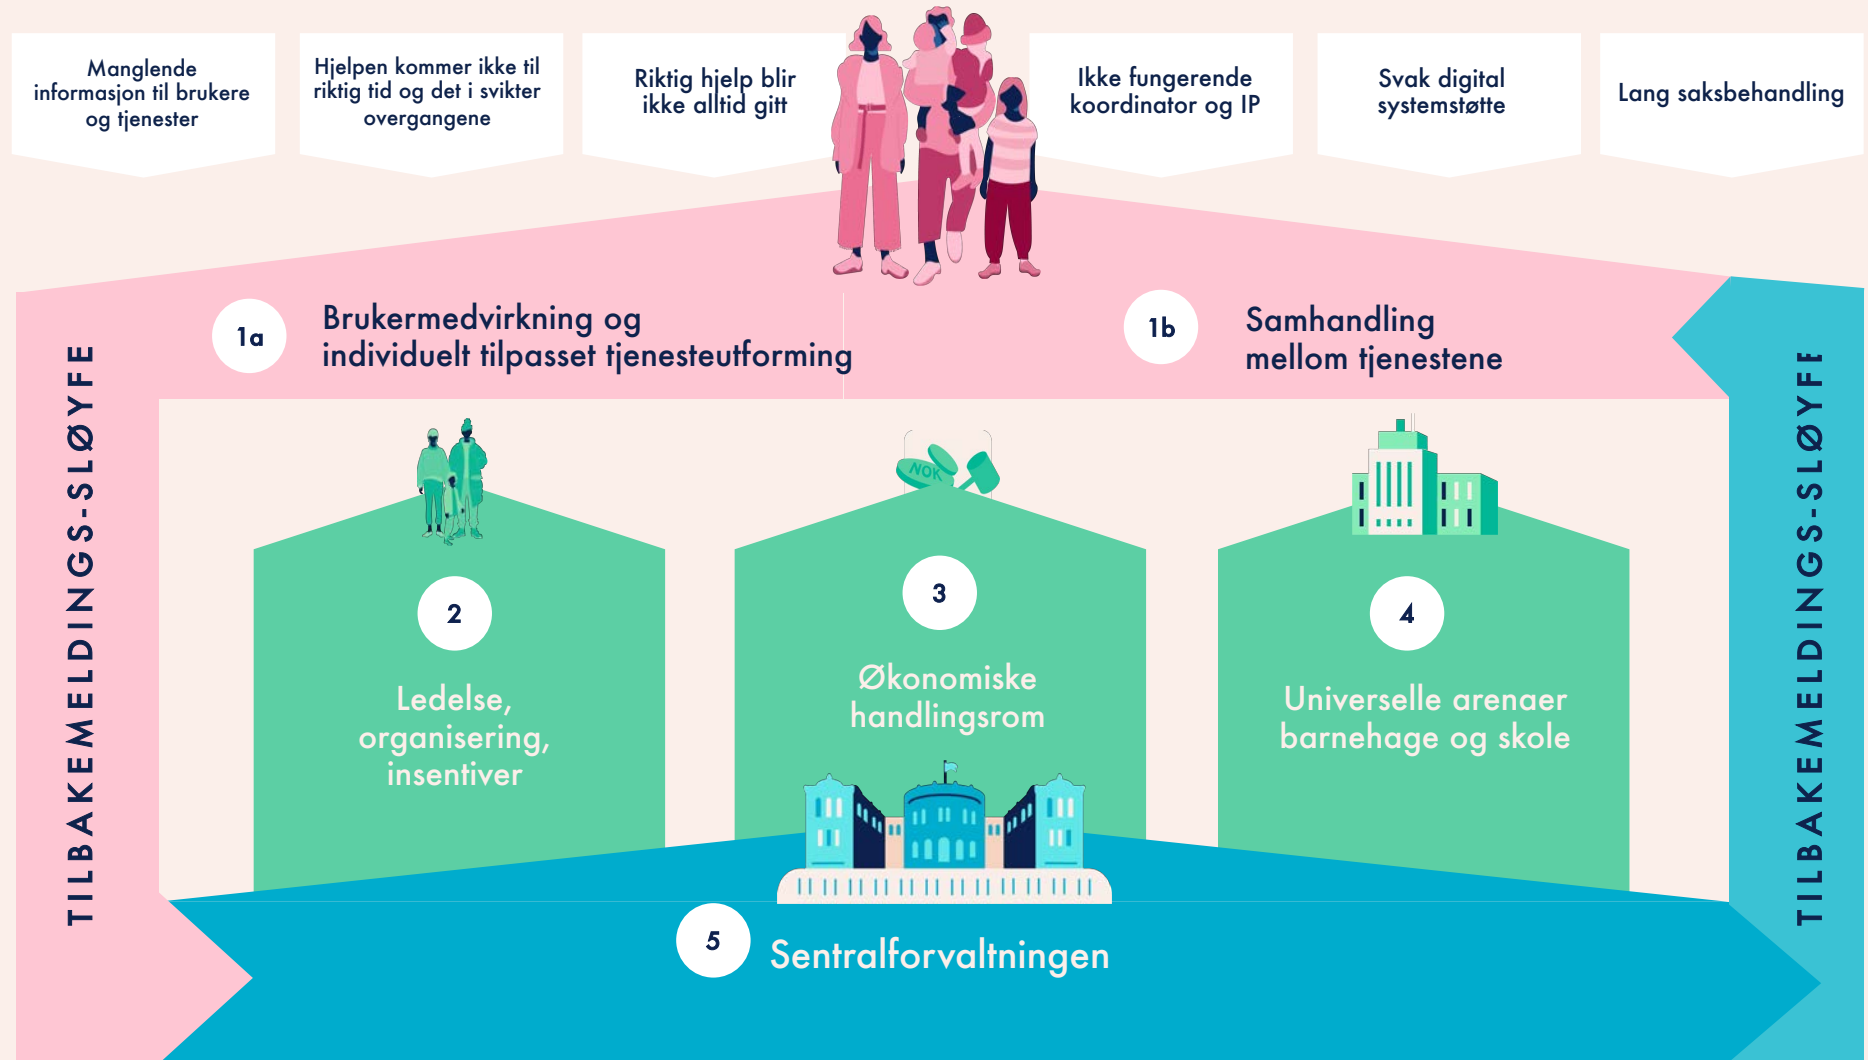 Manglende
informasjon til brukere
og tjenester
Hjelpen kommer ikke til
riktig tid og det i svikter
overgangene
Riktig hjelp blir
ikke alltid gitt
Ikke fungerende
koordinator og IP
Svak digital
systemstøtte
Lang saksbehandling
1a
Brukermedvirkning og
individuelt tilpasset tjenesteutforming
1b
Samhandling
mellom tjenestene
TILBAKEMELDINGS-SLØYFE
NOK
2
Ledelse,
organisering,
insentiver
3
Økonomiske
handlingsrom
4
Universelle arenaer
barnehage og skole
TILBAKEMELDINGS-SLØYFE
5
Sentralforvaltningen